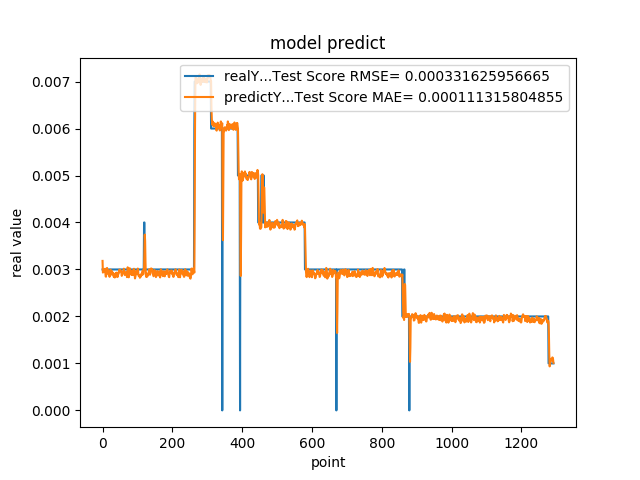 model predict
realY...Test Score RMSE= 0.000331625956665
predictY...Test Score MAE= 0.000111315804855
0.007
0.006
0.005
0.004
0.003
0.002
0.001
0.000
real value
0 200 400 600 800 1000 1200
point